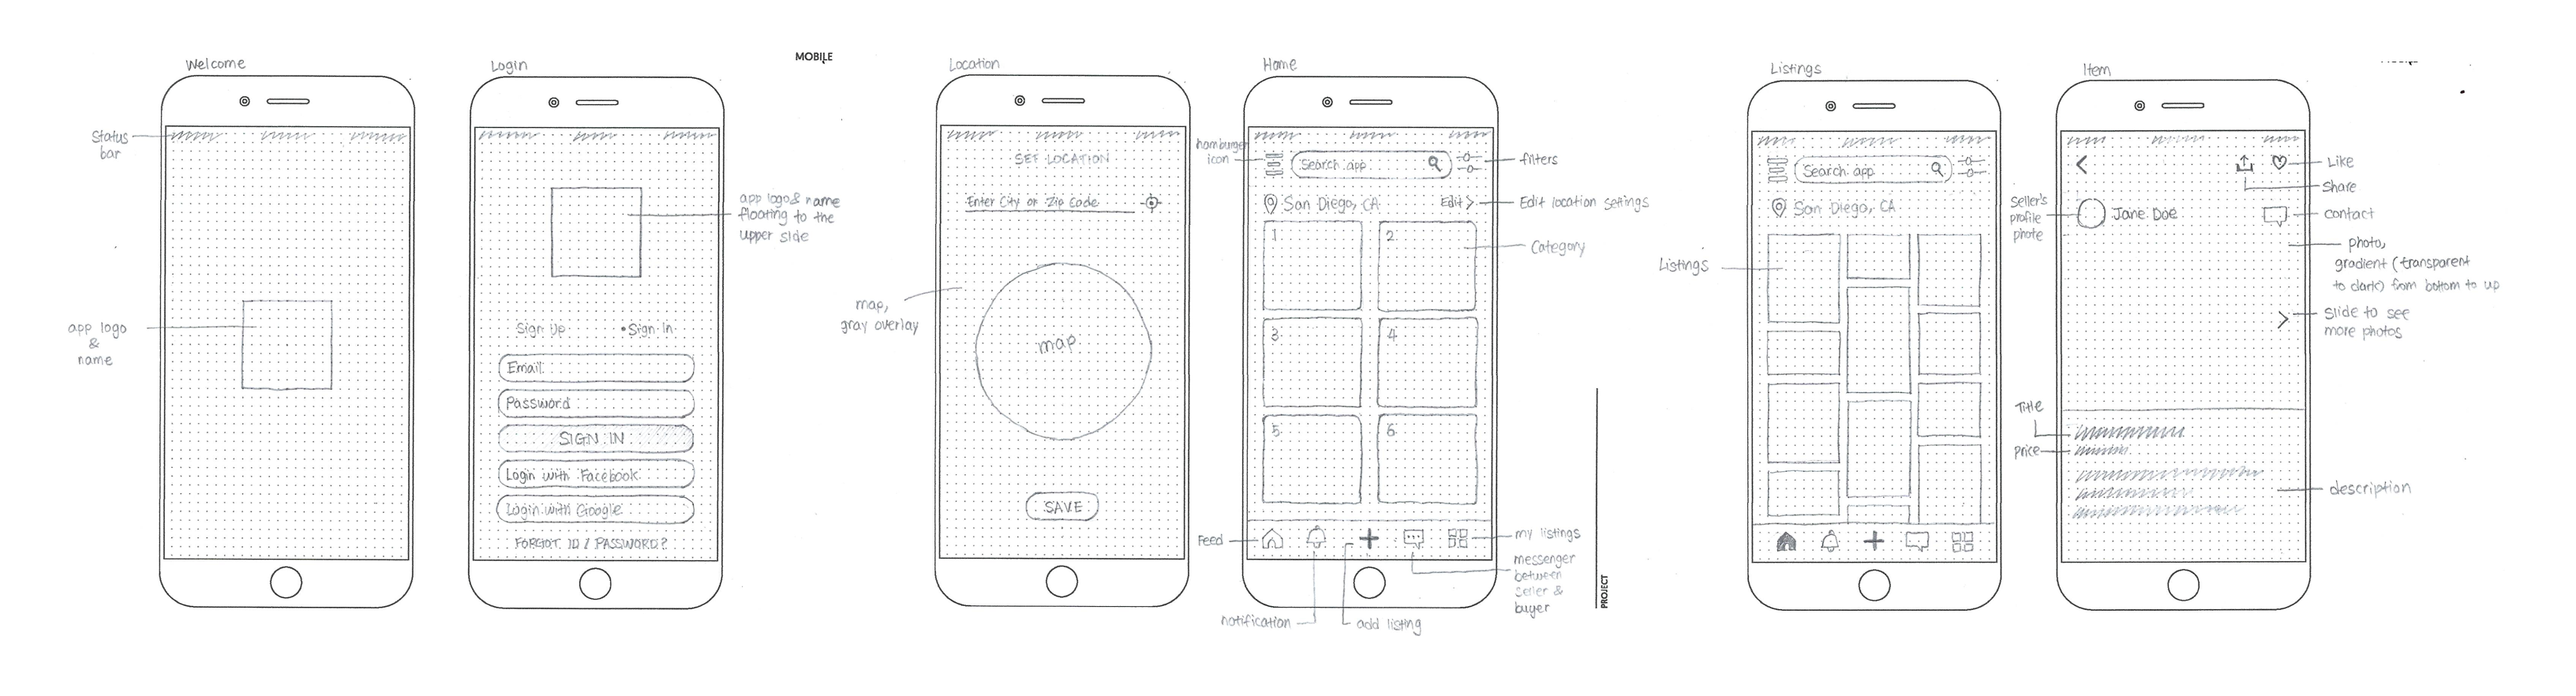 Welcome
Status
bar
app logo
&
name
Login
app logo & name
floating to the
upper side
Sign Up
•Sign In
Email
Password
SIGN IN
Login with Facebook
Login with Google
FORGOT ID / PASSWORD?
MOBILE
Location
SET LOCATION
Enter City or Zip Code
map,
gray overlay
map
SAVE
Home
hamburger
icon
Search app
filters
San Diego, CA
Edit >
Edit location settings
1
2
Category
3
4
5
6
Feed
my listings
messenger
between
seller &
buyer
notification
add listing
PROJECT
Listings
Search app
San Diego, CA
Listings
Item
Like
Share
Seller's
profile
photo
Jane Doe
contact
photo,
gradient (transparent
to dark) from bottom to up
slide to see
more photos
Title
price
description